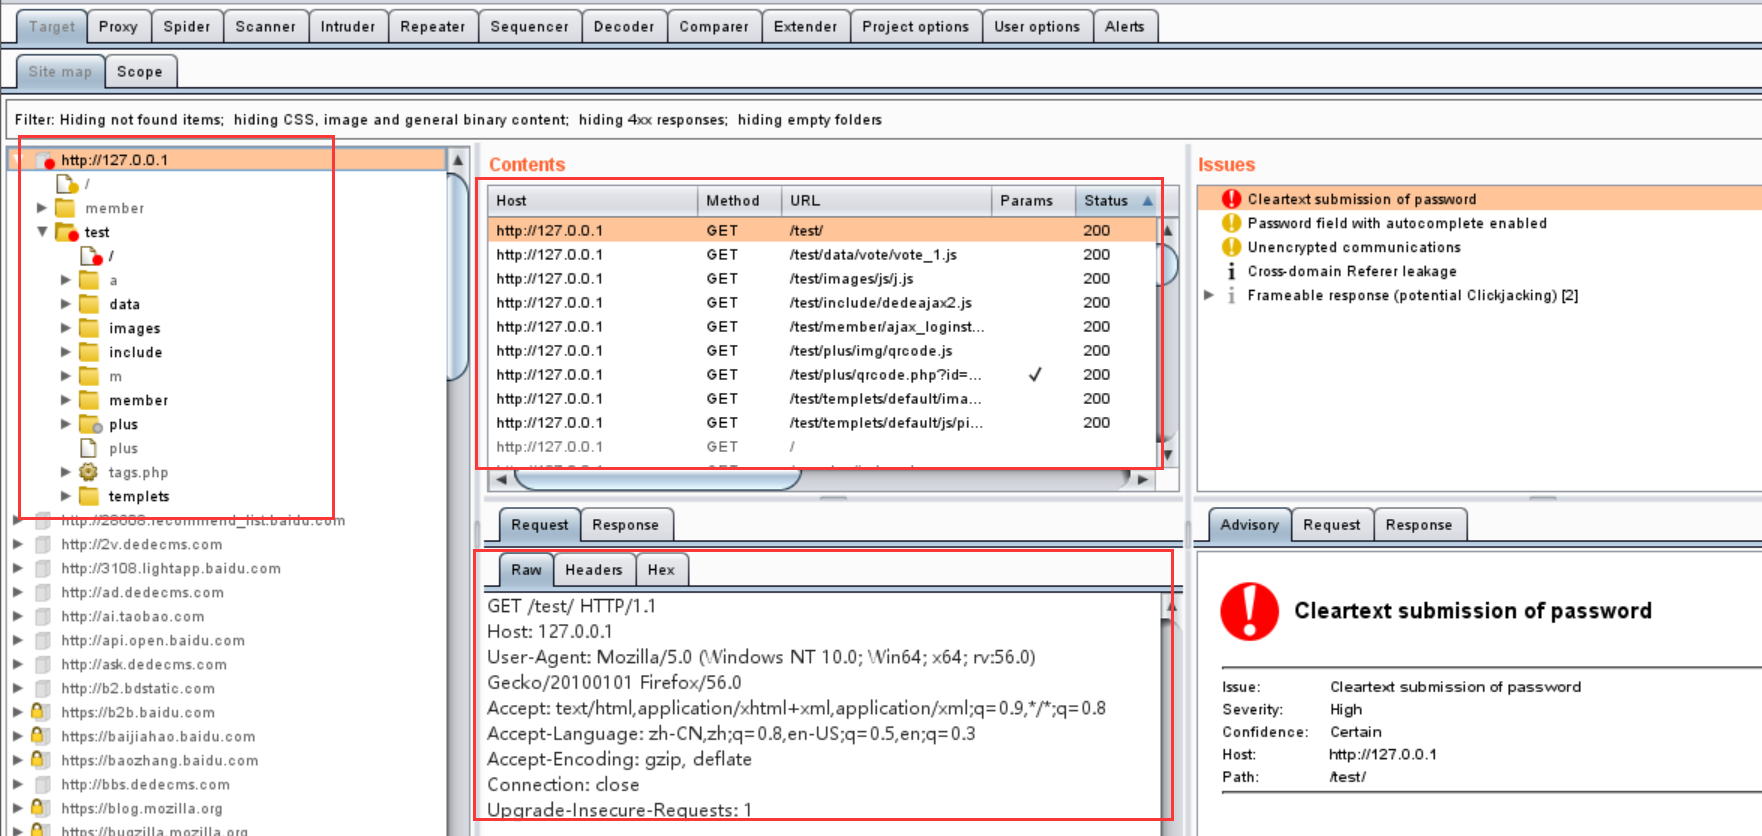 Target Proxy Spider Scanner Intruder Repeater Sequencer Decoder Comparer Extender Project options User options Alerts
Site map Scope
Filter: Hiding not found items; hiding CSS, image and general binary content; hiding 4xx responses; hiding empty folders
http://127.0.0.1
/
member
test
/
a
data
images
include
m
member
plus
plus
tags.php
templets
http://28608.recommend_list.baidu.com
http://2v.dedecms.com
http://3108.lightapp.baidu.com
http://ad.dedecms.com
http://ai.taobao.com
http://api.open.baidu.com
http://ask.dedecms.com
http://b2.bdstatic.com
https://b2b.baidu.com
https://baijiahao.baidu.com
https://baozhang.baidu.com
http://bbs.dedecms.com
https://blog.mozilla.org
https://bugzilla.mozilla.org
Contents
Host Method URL Params Status
http://127.0.0.1 GET /test/ 200
http://127.0.0.1 GET /test/data/vote/vote_1.js 200
http://127.0.0.1 GET /test/images/js/j.js 200
http://127.0.0.1 GET /test/include/dedeajax2.js 200
http://127.0.0.1 GET /test/member/ajax_loginst... 200
http://127.0.0.1 GET /test/plus/img/qrcode.js 200
http://127.0.0.1 GET /test/plus/qrcode.php?id=... ✓ 200
http://127.0.0.1 GET /test/templets/default/ima... 200
http://127.0.0.1 GET /test/templets/default/js/pi... 200
http://127.0.0.1 GET /
Request Response
Raw Headers Hex
GET /test/ HTTP/1.1
Host: 127.0.0.1
User-Agent: Mozilla/5.0 (Windows NT 10.0; Win64; x64; rv:56.0)
Gecko/20100101 Firefox/56.0
Accept: text/html,application/xhtml+xml,application/xml;q=0.9,*/*;q=0.8
Accept-Language: zh-CN,zh;q=0.8,en-US;q=0.5,en;q=0.3
Accept-Encoding: gzip, deflate
Connection: close
Upgrade-Insecure-Requests: 1
Issues
Cleartext submission of password
Password field with autocomplete enabled
Unencrypted communications
Cross-domain Referer leakage
Frameable response (potential Clickjacking) [2]
Advisory Request Response
Cleartext submission of password
Issue: Cleartext submission of password
Severity: High
Confidence: Certain
Host: http://127.0.0.1
Path: /test/